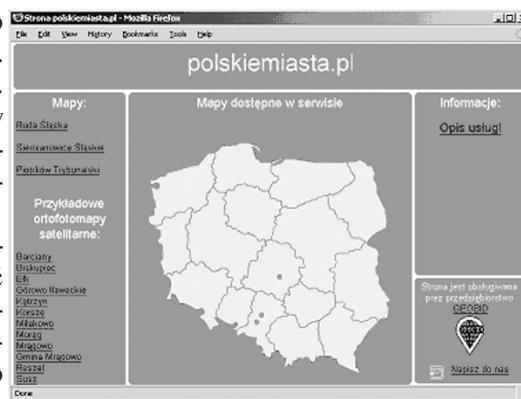 Strona polskiemiasta.pl - Mozilla Firefox
File Edit View History Bookmarks Tools Help
polskiemiasta.pl
Mapy:
Ruda Śląska
Siemianowice Śląskie
Piotrków Trybunalski
Przykładowe
ortofotomapy
satelitarne:
Barciany
Biskupiec
Ełk
Górowo Iławeckie
Kętrzyn
Korsze
Miłakowo
Morąg
Mrągowo
Gmina Mrągowo
Reszel
Susz
Mapy dostępne w serwisie
Informacje:
Opis usług!
Strona jest obsługiwana
przez przedsiębiorstwo
GEOBID
Napisz do nas
Done